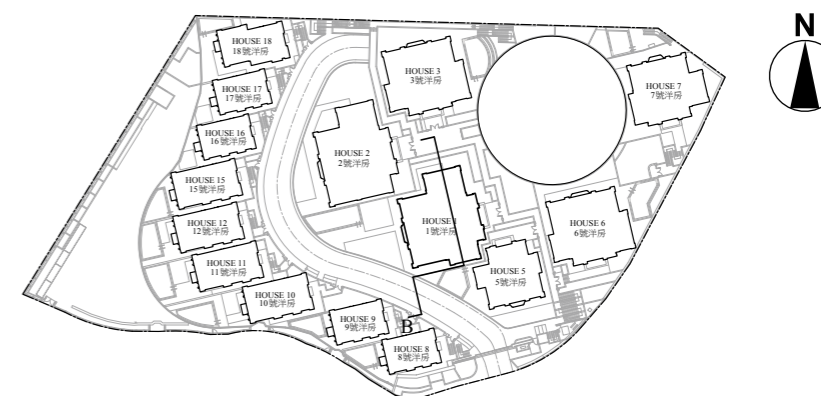 N
HOUSE 18
18號洋房
HOUSE 17
17號洋房
HOUSE 16
16號洋房
HOUSE 15
15號洋房
HOUSE 12
12號洋房
HOUSE 11
11號洋房
HOUSE 10
10號洋房
HOUSE 9
9號洋房
HOUSE 8
8號洋房
HOUSE 3
3號洋房
HOUSE 2
2號洋房
HOUSE 1
1號洋房
HOUSE 5
5號洋房
HOUSE 6
6號洋房
HOUSE 7
7號洋房
B